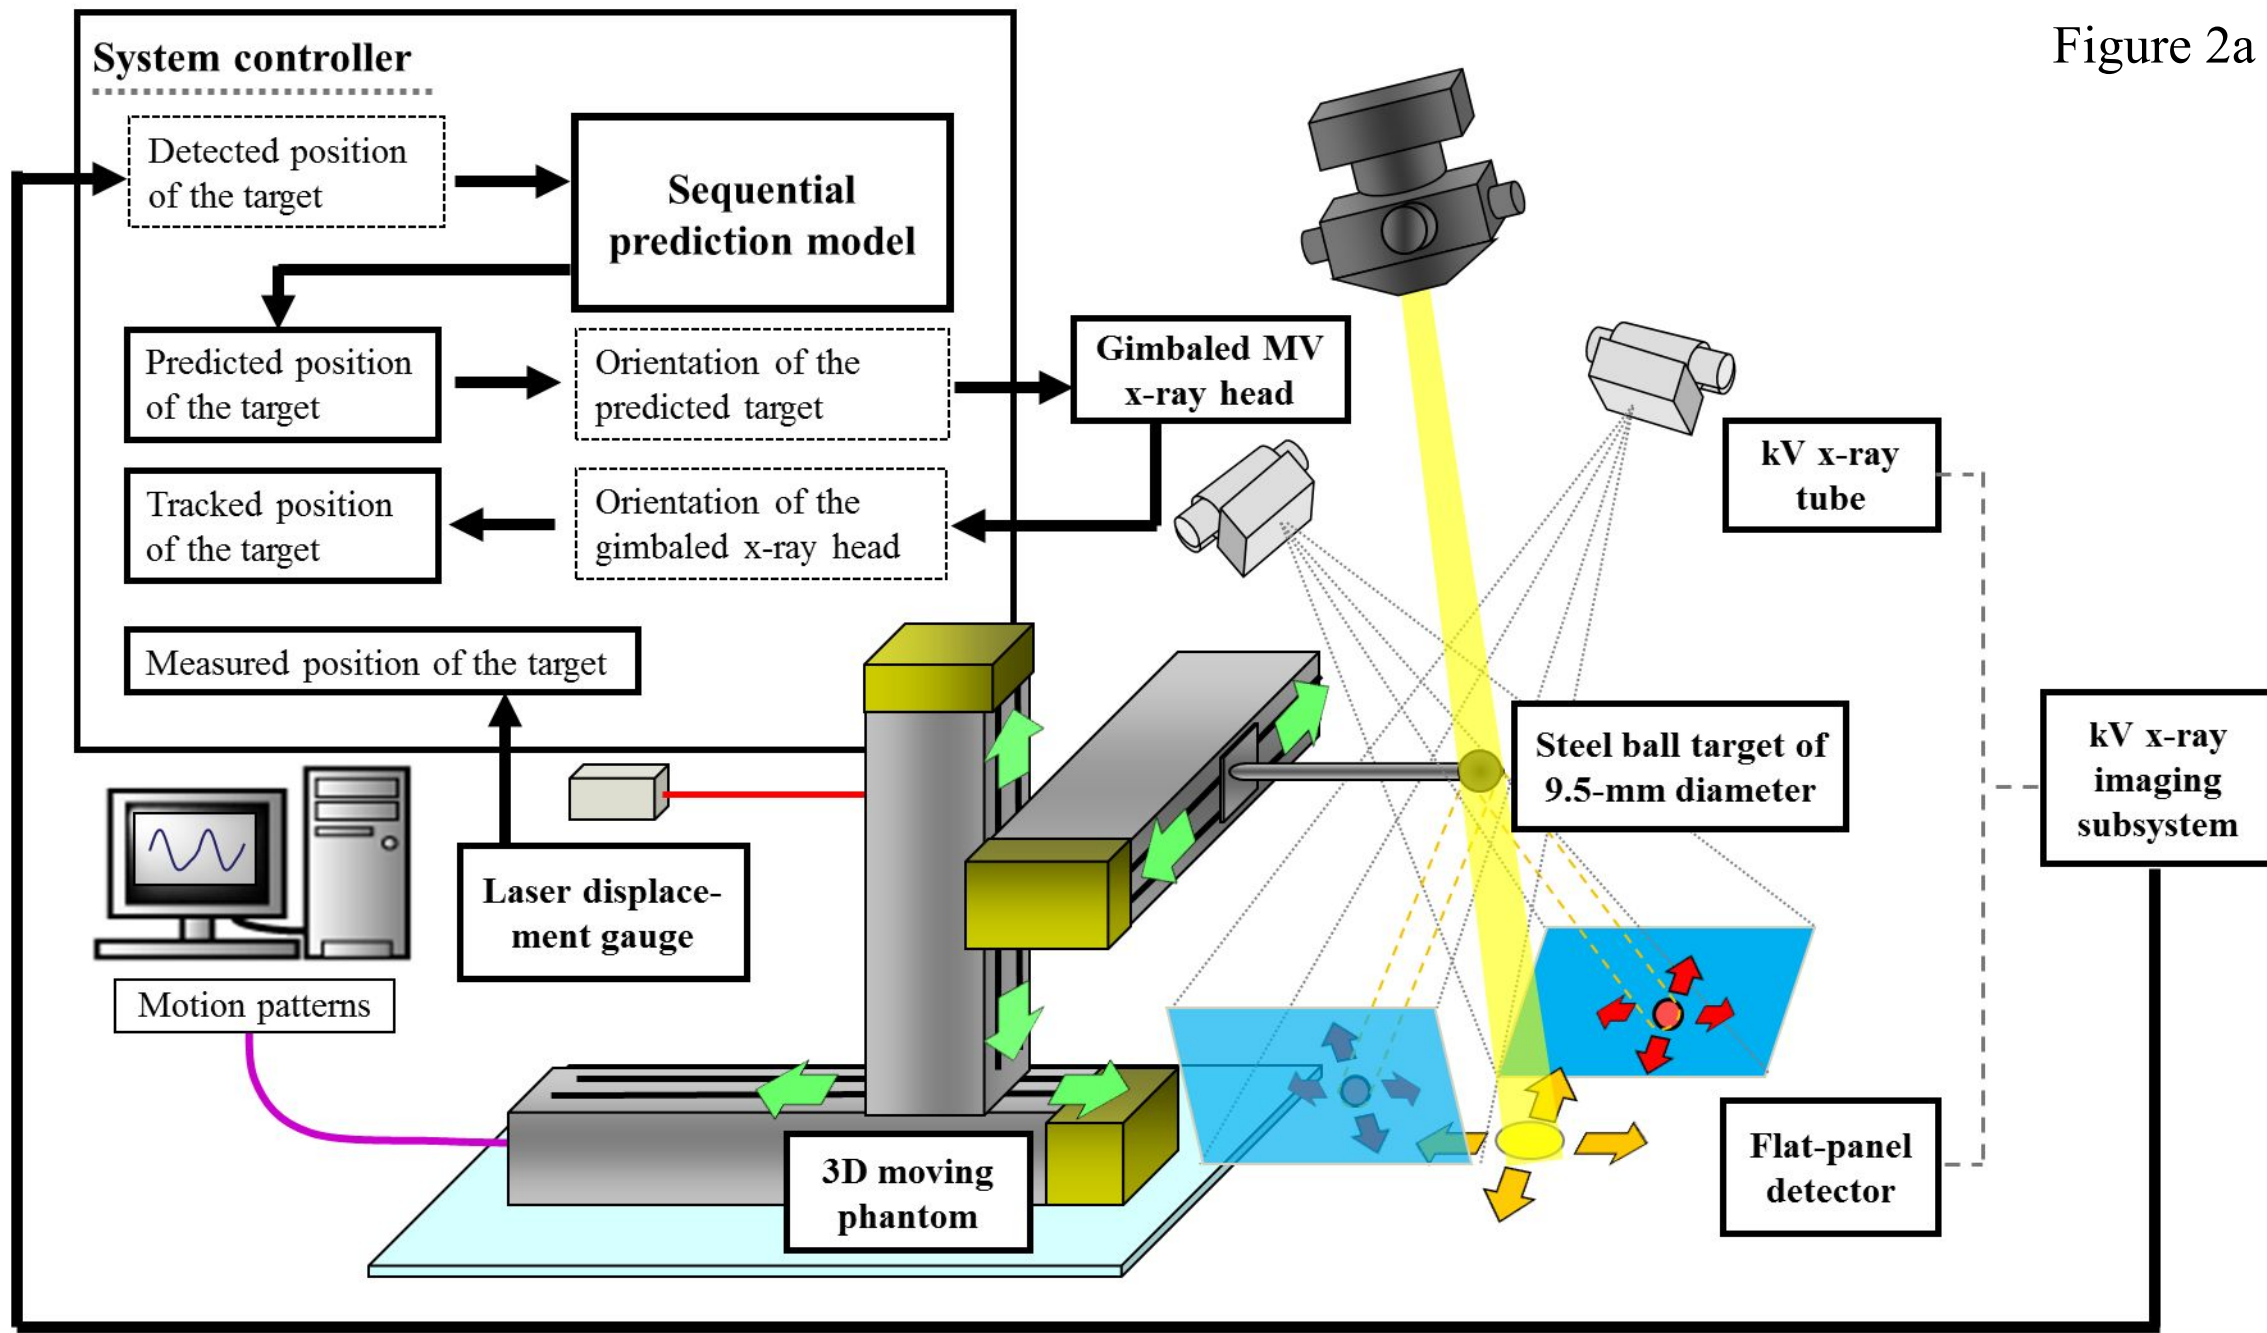 Figure 2a
System controller
Detected position
of the target
Sequential
prediction model
Predicted position
of the target
Orientation of the
predicted target
Gimbaled MV
x-ray head
Tracked position
of the target
Orientation of the
gimbaled x-ray head
kV x-ray
tube
Measured position of the target
Steel ball target of
9.5-mm diameter
kV x-ray
imaging
subsystem
Laser displace-
ment gauge
Motion patterns
3D moving
phantom
Flat-panel
detector